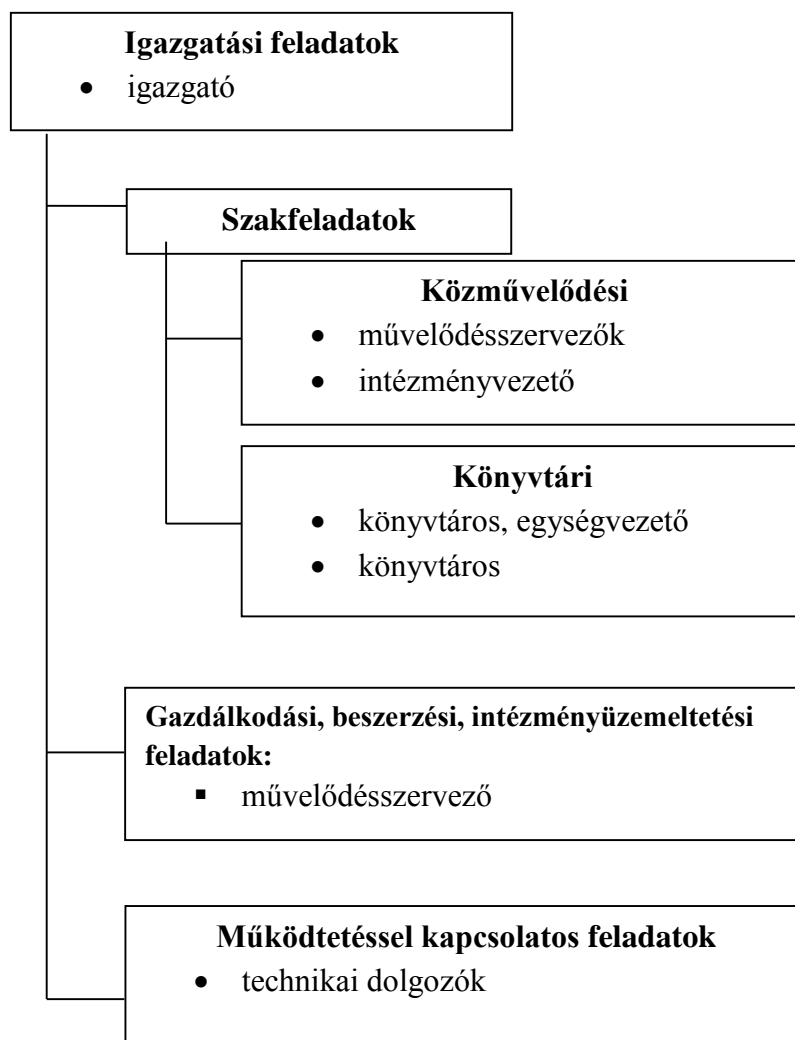 Igazgatási feladatok
• igazgató
Szakfeladatok
Közművelődési
• művelődésszervezők
• intézményvezető
Könyvtári
• könyvtáros, egységvezető
• könyvtáros
Gazdálkodási, beszerzési, intézményüzemeltetési
feladatok:
▪ művelődésszervező
Működtetéssel kapcsolatos feladatok
• technikai dolgozók